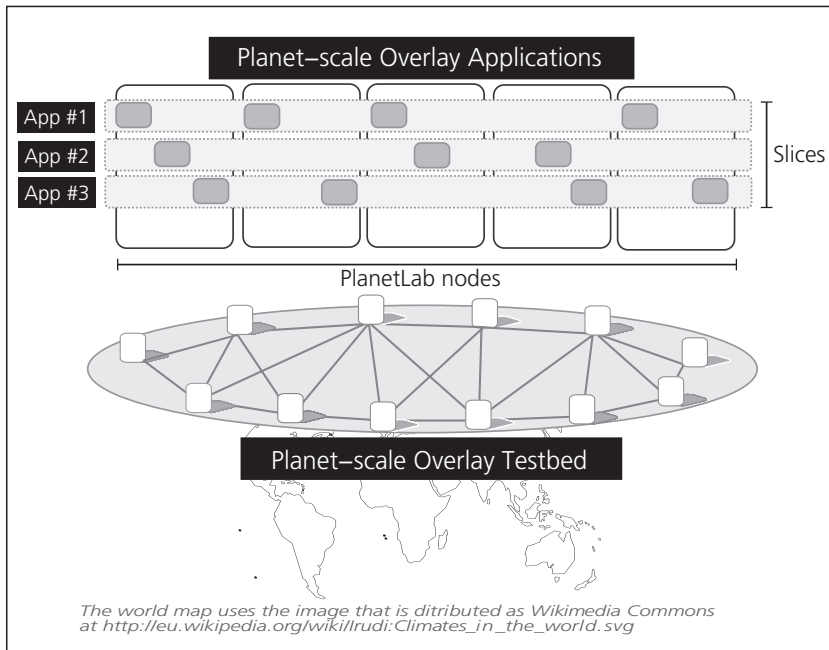 Planet–scale Overlay Applications
App #1
App #2
App #3
Slices
PlanetLab nodes
Planet–scale Overlay Testbed
The world map uses the image that is ditributed as Wikimedia Commons
at http://eu.wikipedia.org/wiki/Irudi:Climates_in_the_world.svg